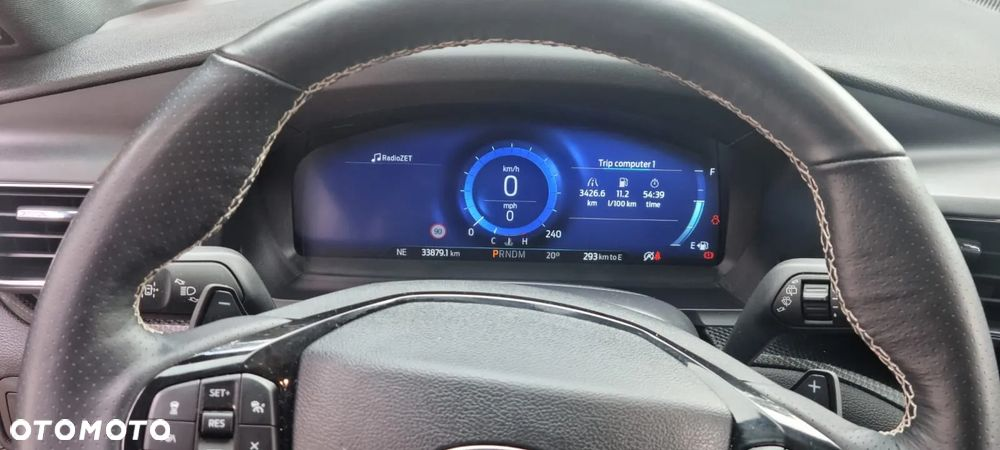 RadioZET
km/h
0
mph
0
0
240
C
H
90
Trip computer 1
3426.6 11.2 54:39
km l/100 km time
F
E
NE 33879.1 km PRNDM 20° 293 km to E
SET+
RES
+
OTOMOTO